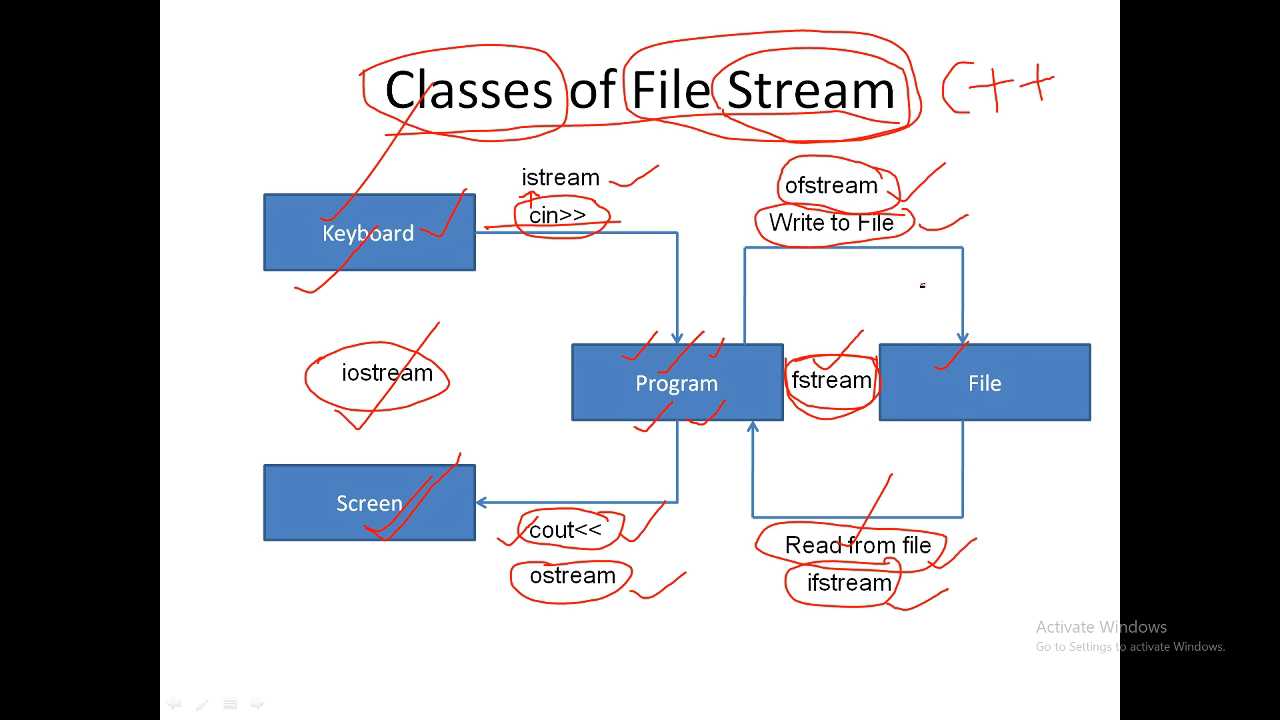 Classes of File Stream C++
istream
cin>>
ofstream
Write to File
Keyboard
iostream
Program
fstream
File
Screen
cout<<
ostream
Read from file
ifstream
Activate Windows
Go to Settings to activate Windows.